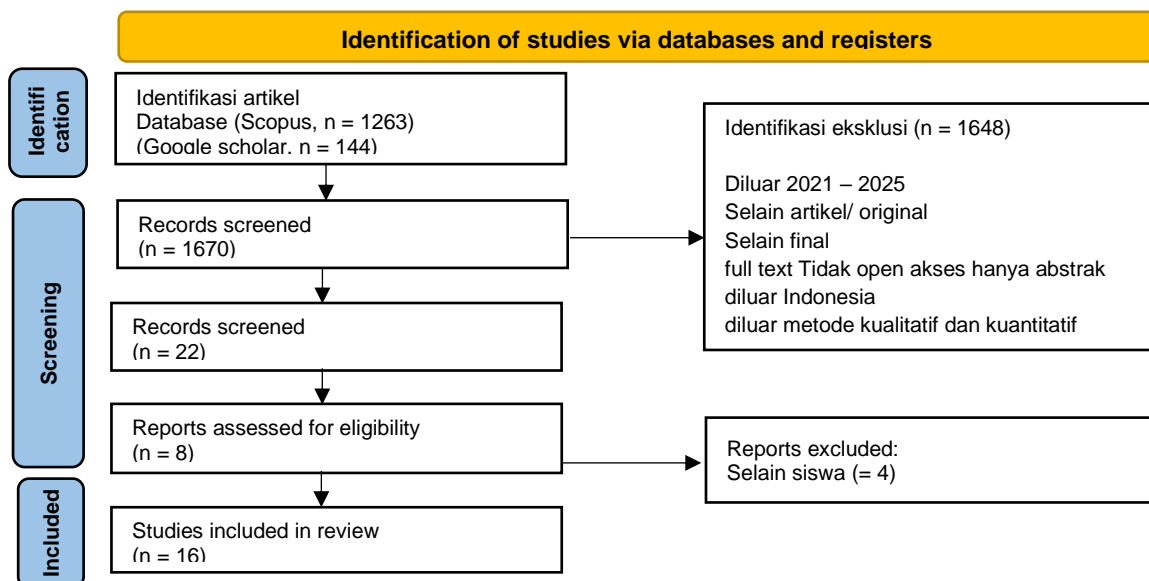 Identification of studies via databases and registers
Identifi
cation
Identifikasi artikel
Database (Scopus, n = 1263)
(Google scholar, n = 144)
Identifikasi eksklusi (n = 1648)
Diluar 2021 – 2025
Selain artikel/ original
Selain final
full text Tidak open akses hanya abstrak
diluar Indonesia
diluar metode kualitatif dan kuantitatif
Screening
Records screened
(n = 1670)
Records screened
(n = 22)
Reports assessed for eligibility
(n = 8)
Reports excluded:
Selain siswa (= 4)
Included
Studies included in review
(n = 16)